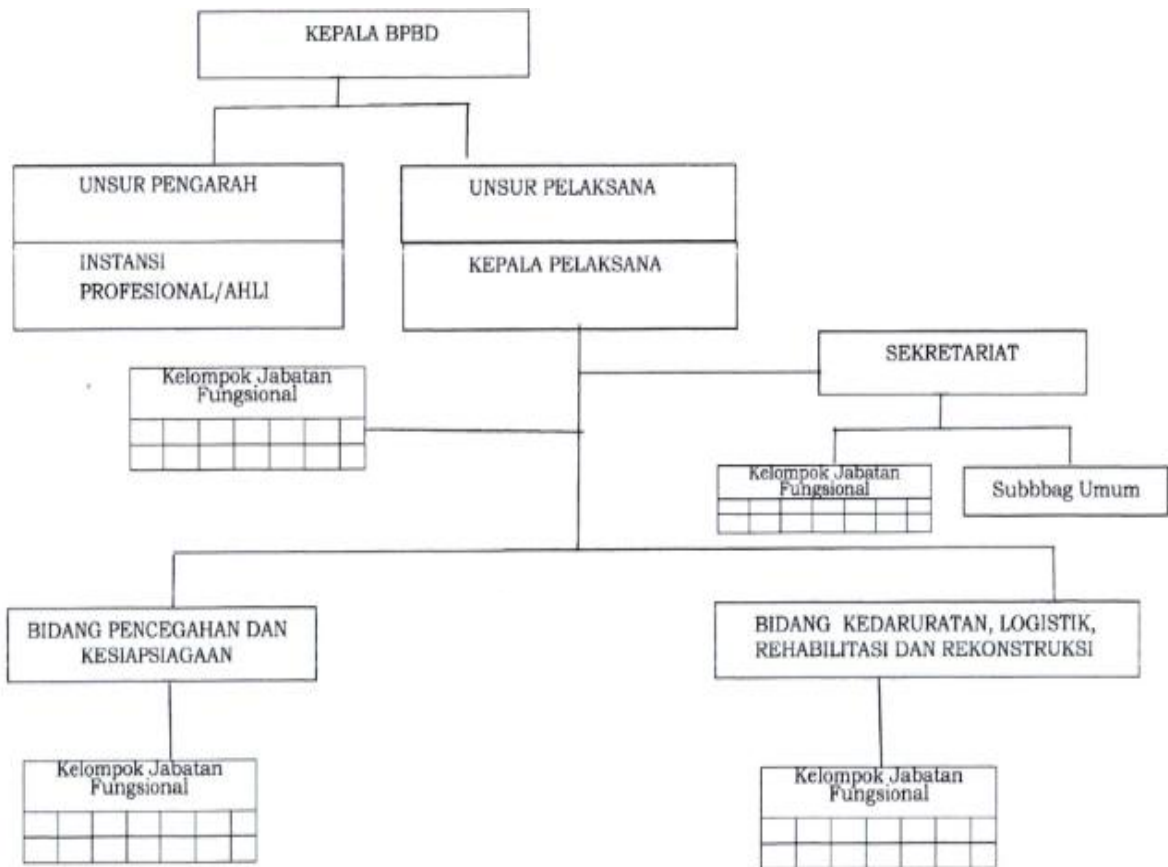 KEPALA BPBD
UNSUR PENGARAH
INSTANSI
PROFESIONAL/AHLI
UNSUR PELAKSANA
KEPALA PELAKSANA
SEKRETARIAT
Kelompok Jabatan
Fungsional
Kelompok Jabatan
Fungsional
Subbbag Umum
BIDANG PENCEGAHAN DAN
KESIAPSIAGAAN
BIDANG KEDARURATAN, LOGISTIK,
REHABILITASI DAN REKONSTRUKSI
Kelompok Jabatan
Fungsional
Kelompok Jabatan
Fungsional